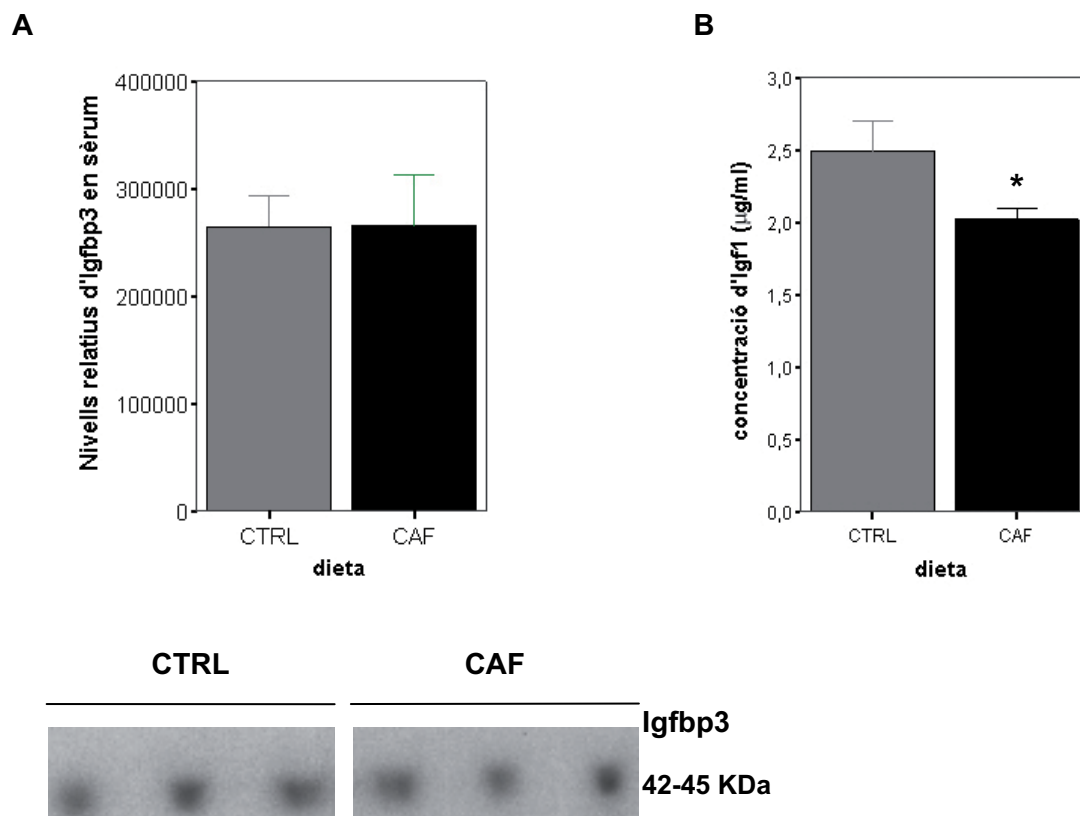 A
B
Nivells relatius d'Igfbp3 en sèrum
400000
300000
200000
100000
0
CTRL
CAF
dieta
concentració d'Igf1 (µg/ml)
3,0
2,5
2,0
1,5
1,0
0,5
0,0
*
CTRL
CAF
dieta
CTRL
CAF
Igfbp3
42-45 KDa